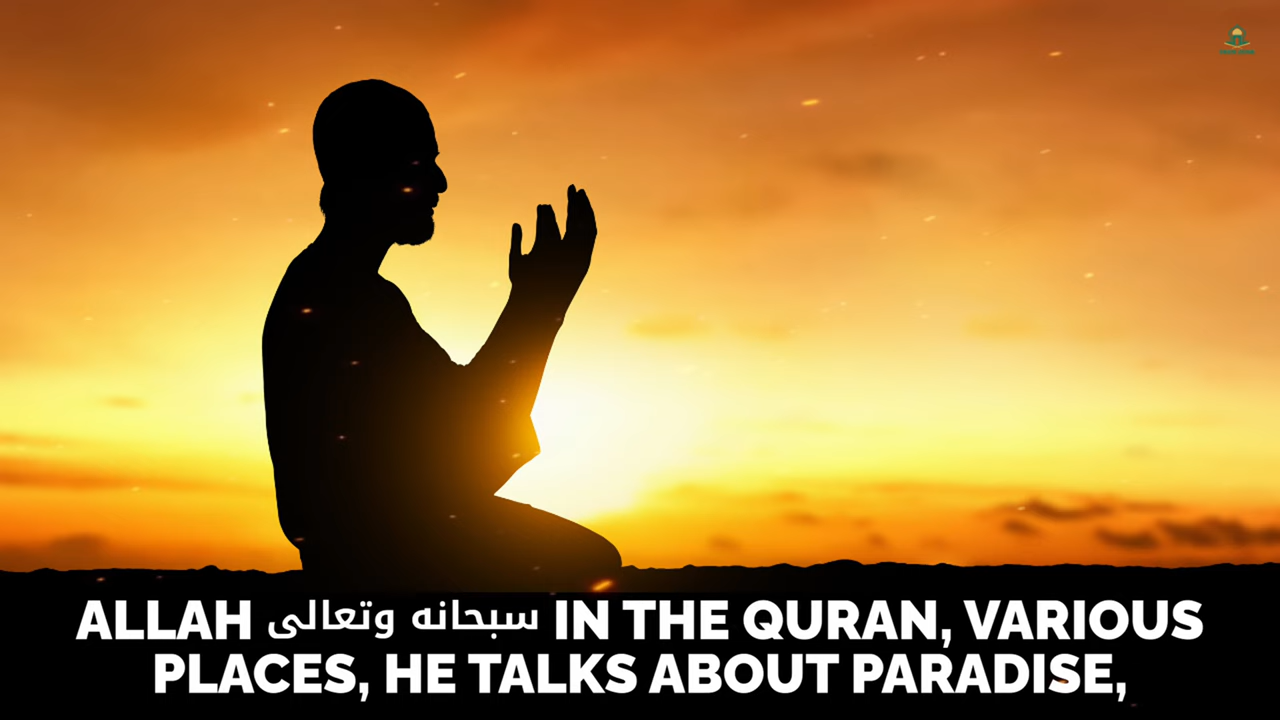 ALLAH سبحانه وتعالى IN THE QURAN, VARIOUS
PLACES, HE TALKS ABOUT PARADISE,